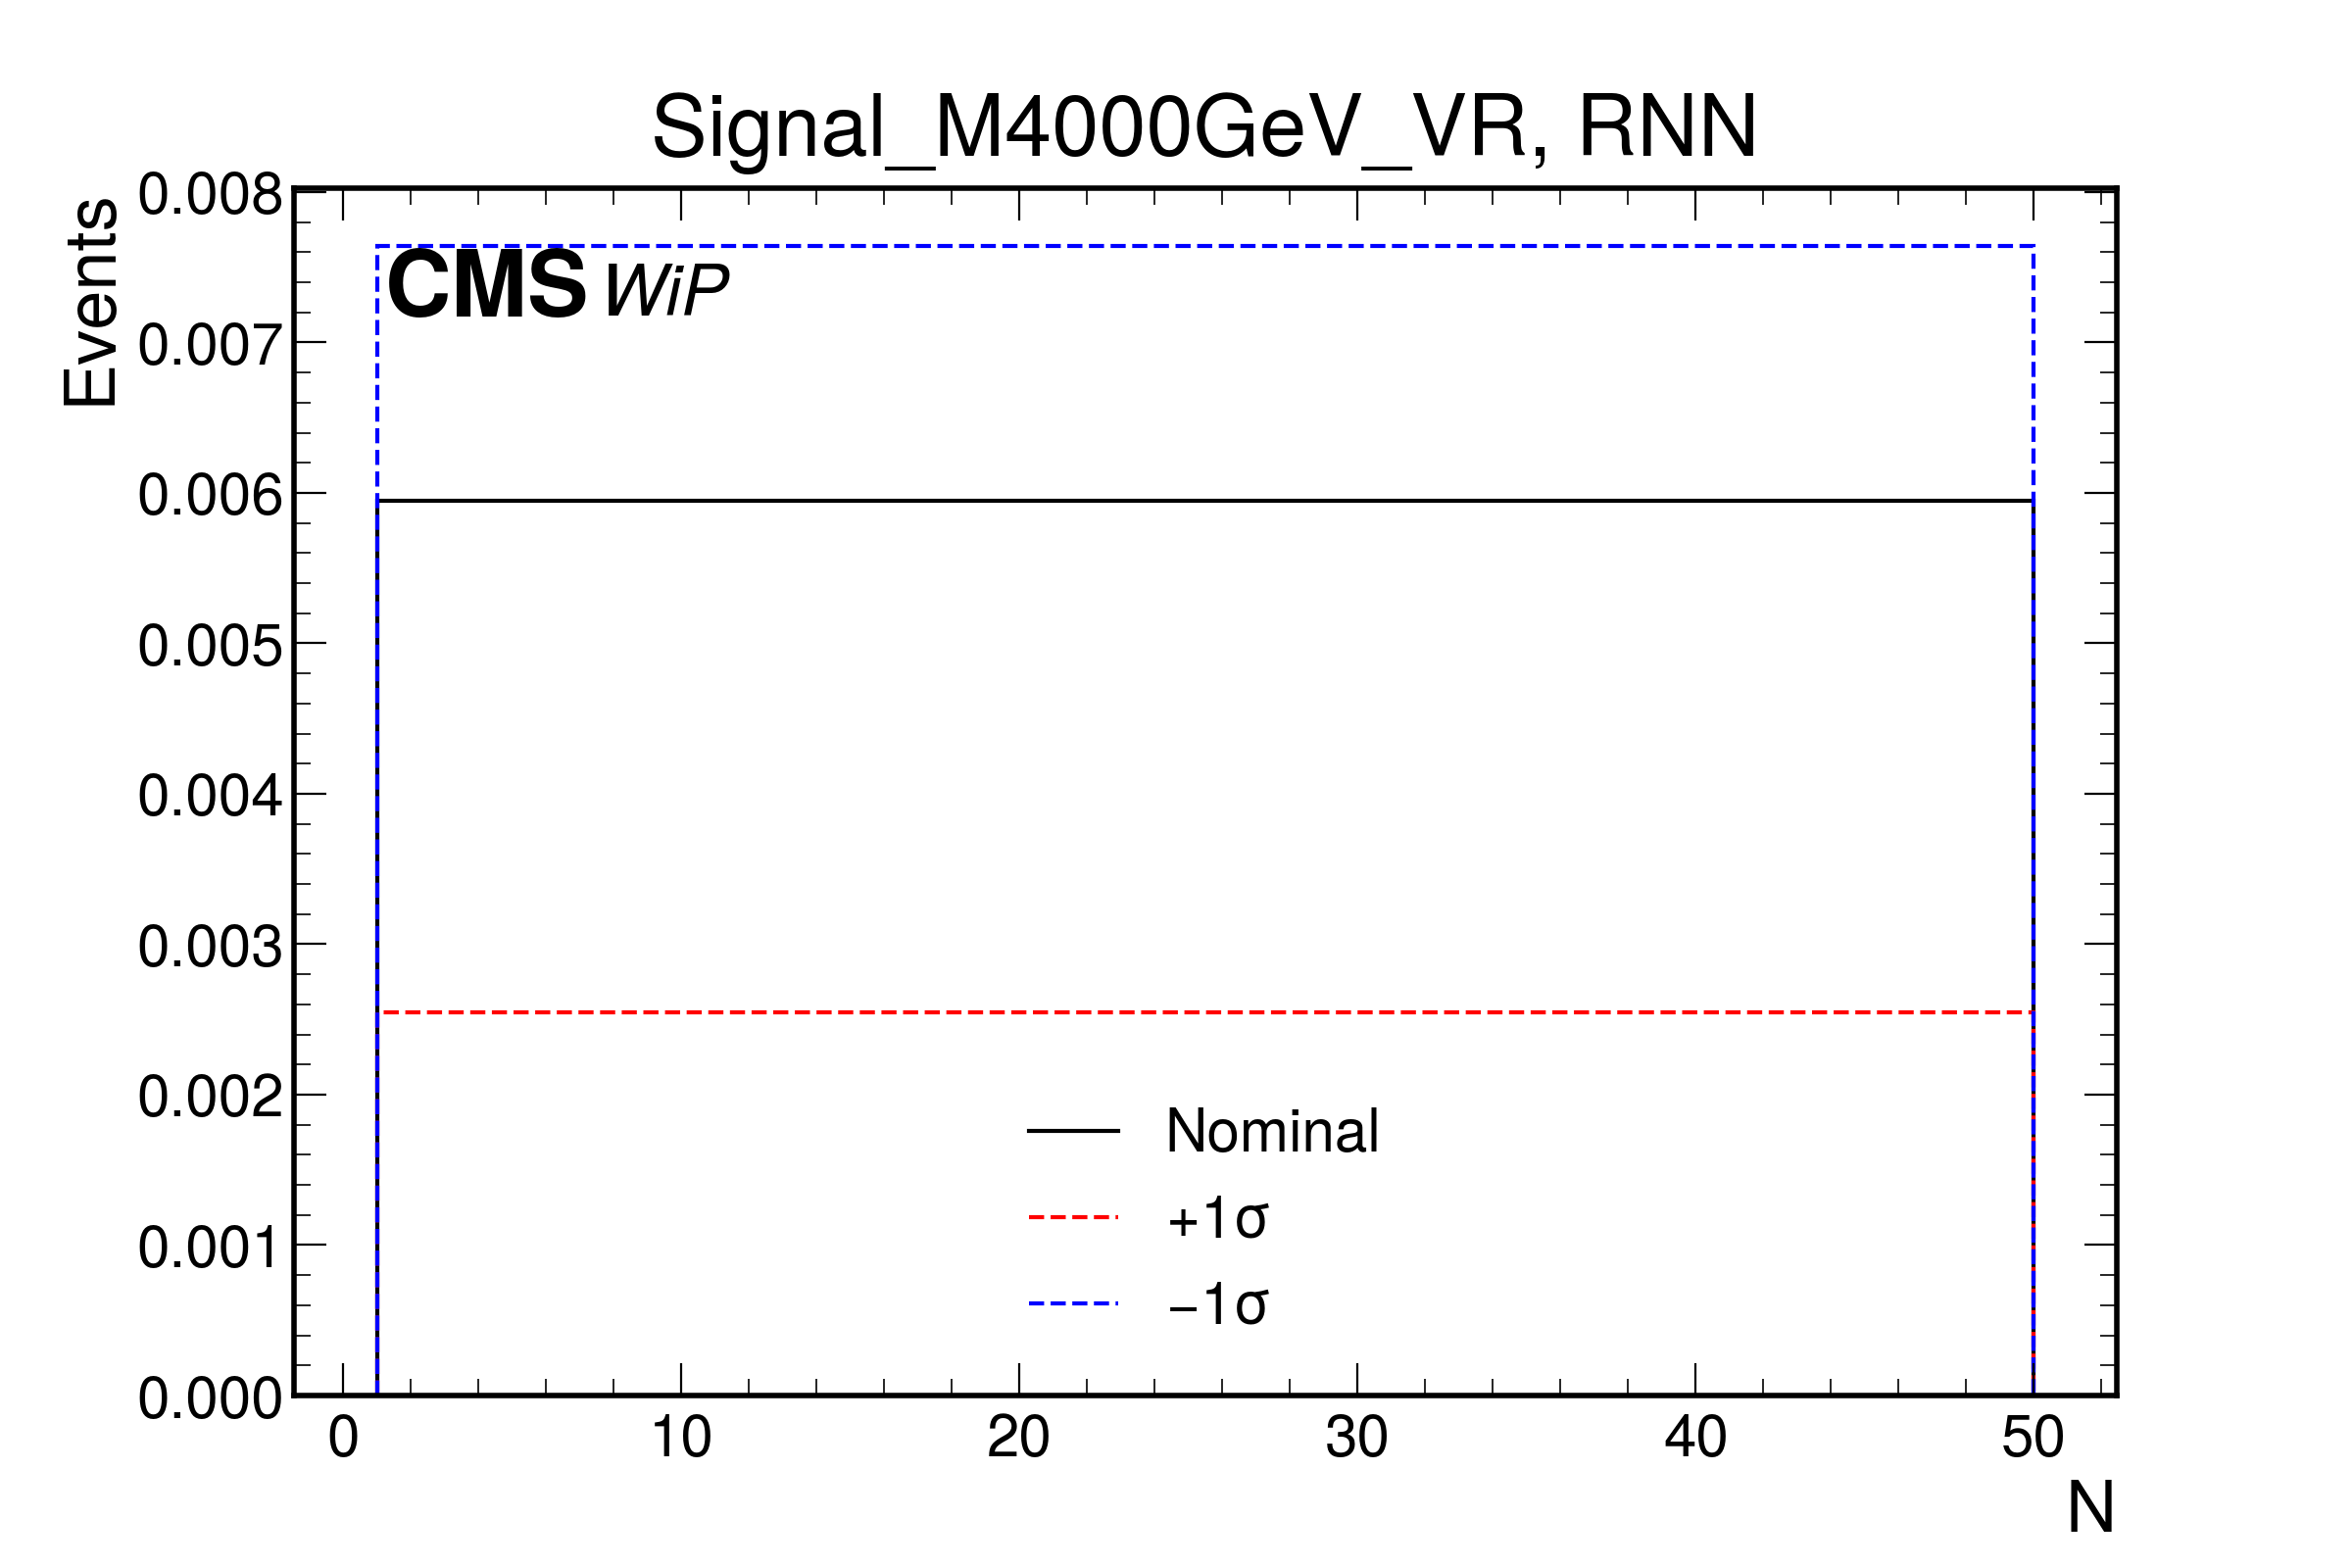 Signal_M4000GeV_VR, RNN
Events
0.008
0.007
0.006
0.005
0.004
0.003
0.002
0.001
0.000
CMS WiP
Nominal
+1σ
−1σ
0 10 20 30 40 50
N